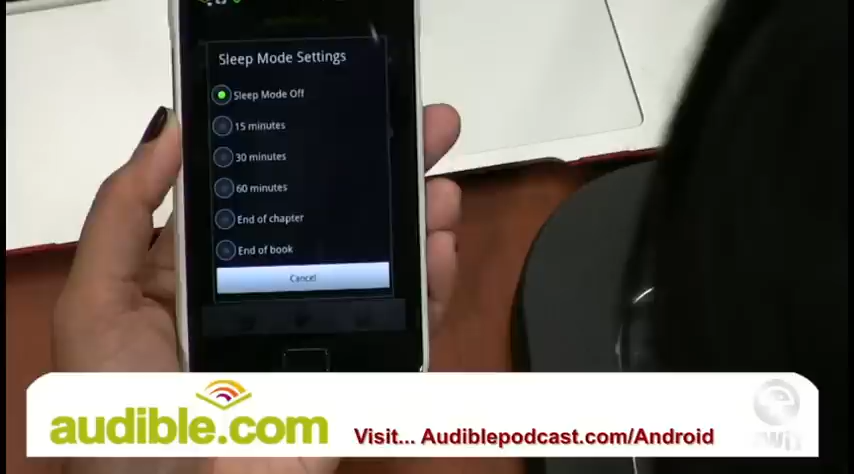 Sleep Mode Settings
Sleep Mode Off
15 minutes
30 minutes
60 minutes
End of chapter
End of book
Cancel
audible.com
Visit... Audiblepodcast.com/Android
TWiT